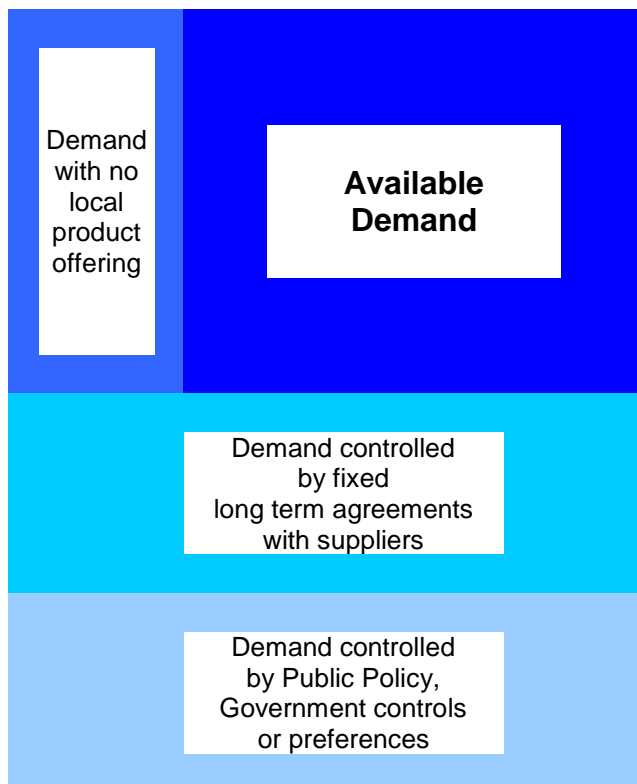 Demand
with no
local
product
offering
Available
Demand
Demand controlled
by fixed
long term agreements
with suppliers
Demand controlled
by Public Policy,
Government controls
or preferences